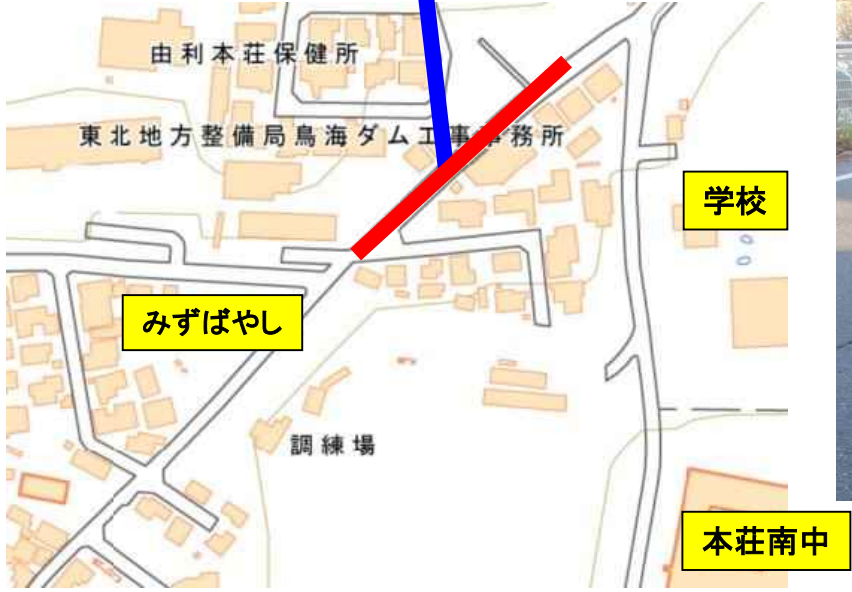 由利本荘保健所
東北地方整備局鳥海ダム工事事務所
学校
みずばやし
調練場
本荘南中